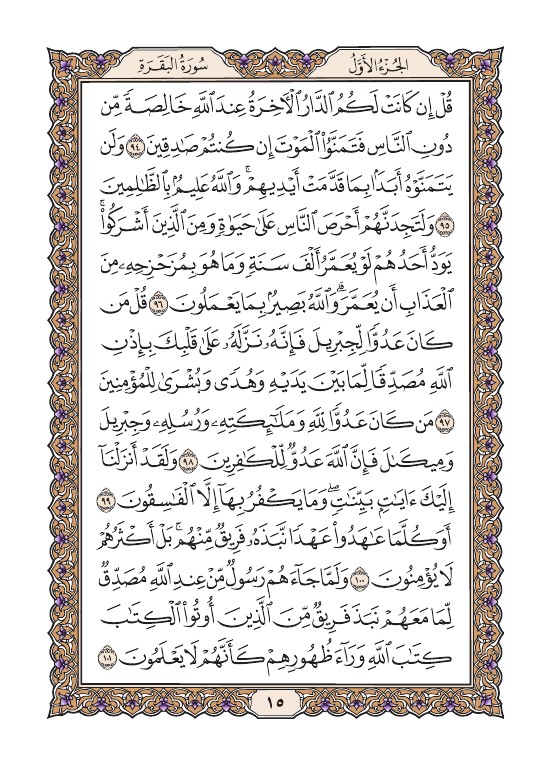 الجُزْءُ الأَوَّلُ
سُورَةُ البَقَرَةِ
قُلۡ إِن كَانَتۡ لَكُمُ ٱلدَّارُ ٱلۡأٓخِرَةُ عِندَ ٱللَّهِ خَالِصَةٗ مِّن
دُونِ ٱلنَّاسِ فَتَمَنَّوُاْ ٱلۡمَوۡتَ إِن كُنتُمۡ صَٰدِقِينَ ٩٤ وَلَن
يَتَمَنَّوۡهُ أَبَدَۢا بِمَا قَدَّمَتۡ أَيۡدِيهِمۡۚ وَٱللَّهُ عَلِيمُۢ بِٱلظَّٰلِمِينَ
٩٥ وَلَتَجِدَنَّهُمۡ أَحۡرَصَ ٱلنَّاسِ عَلَىٰ حَيَوٰةٖ وَمِنَ ٱلَّذِينَ أَشۡرَكُواْۚ
يَوَدُّ أَحَدُهُمۡ لَوۡ يُعَمَّرُ أَلۡفَ سَنَةٖ وَمَا هُوَ بِمُزَحۡزِحِهِۦ مِنَ
ٱلۡعَذَابِ أَن يُعَمَّرَۗ وَٱللَّهُ بَصِيرُۢ بِمَا يَعۡمَلُونَ ٩٦ قُلۡ مَن
كَانَ عَدُوّٗا لِّجِبۡرِيلَ فَإِنَّهُۥ نَزَّلَهُۥ عَلَىٰ قَلۡبِكَ بِإِذۡنِ
ٱللَّهِ مُصَدِّقٗا لِّمَا بَيۡنَ يَدَيۡهِ وَهُدٗى وَبُشۡرَىٰ لِلۡمُؤۡمِنِينَ
٩٧ مَن كَانَ عَدُوّٗا لِّلَّهِ وَمَلَٰٓئِكَتِهِۦ وَرُسُلِهِۦ وَجِبۡرِيلَ
وَمِيكَىٰلَ فَإِنَّ ٱللَّهَ عَدُوّٞ لِّلۡكَٰفِرِينَ ٩٨ وَلَقَدۡ أَنزَلۡنَآ
إِلَيۡكَ ءَايَٰتِۭ بَيِّنَٰتٖۖ وَمَا يَكۡفُرُ بِهَآ إِلَّا ٱلۡفَٰسِقُونَ ٩٩
أَوَكُلَّمَا عَٰهَدُواْ عَهۡدٗا نَّبَذَهُۥ فَرِيقٞ مِّنۡهُمۚ بَلۡ أَكۡثَرُهُمۡ
لَا يُؤۡمِنُونَ ١٠٠ وَلَمَّا جَآءَهُمۡ رَسُولٞ مِّنۡ عِندِ ٱللَّهِ مُصَدِّقٞ
لِّمَا مَعَهُمۡ نَبَذَ فَرِيقٞ مِّنَ ٱلَّذِينَ أُوتُواْ ٱلۡكِتَٰبَ
كِتَٰبَ ٱللَّهِ وَرَآءَ ظُهُورِهِمۡ كَأَنَّهُمۡ لَا يَعۡلَمُونَ ١٠١
١٥